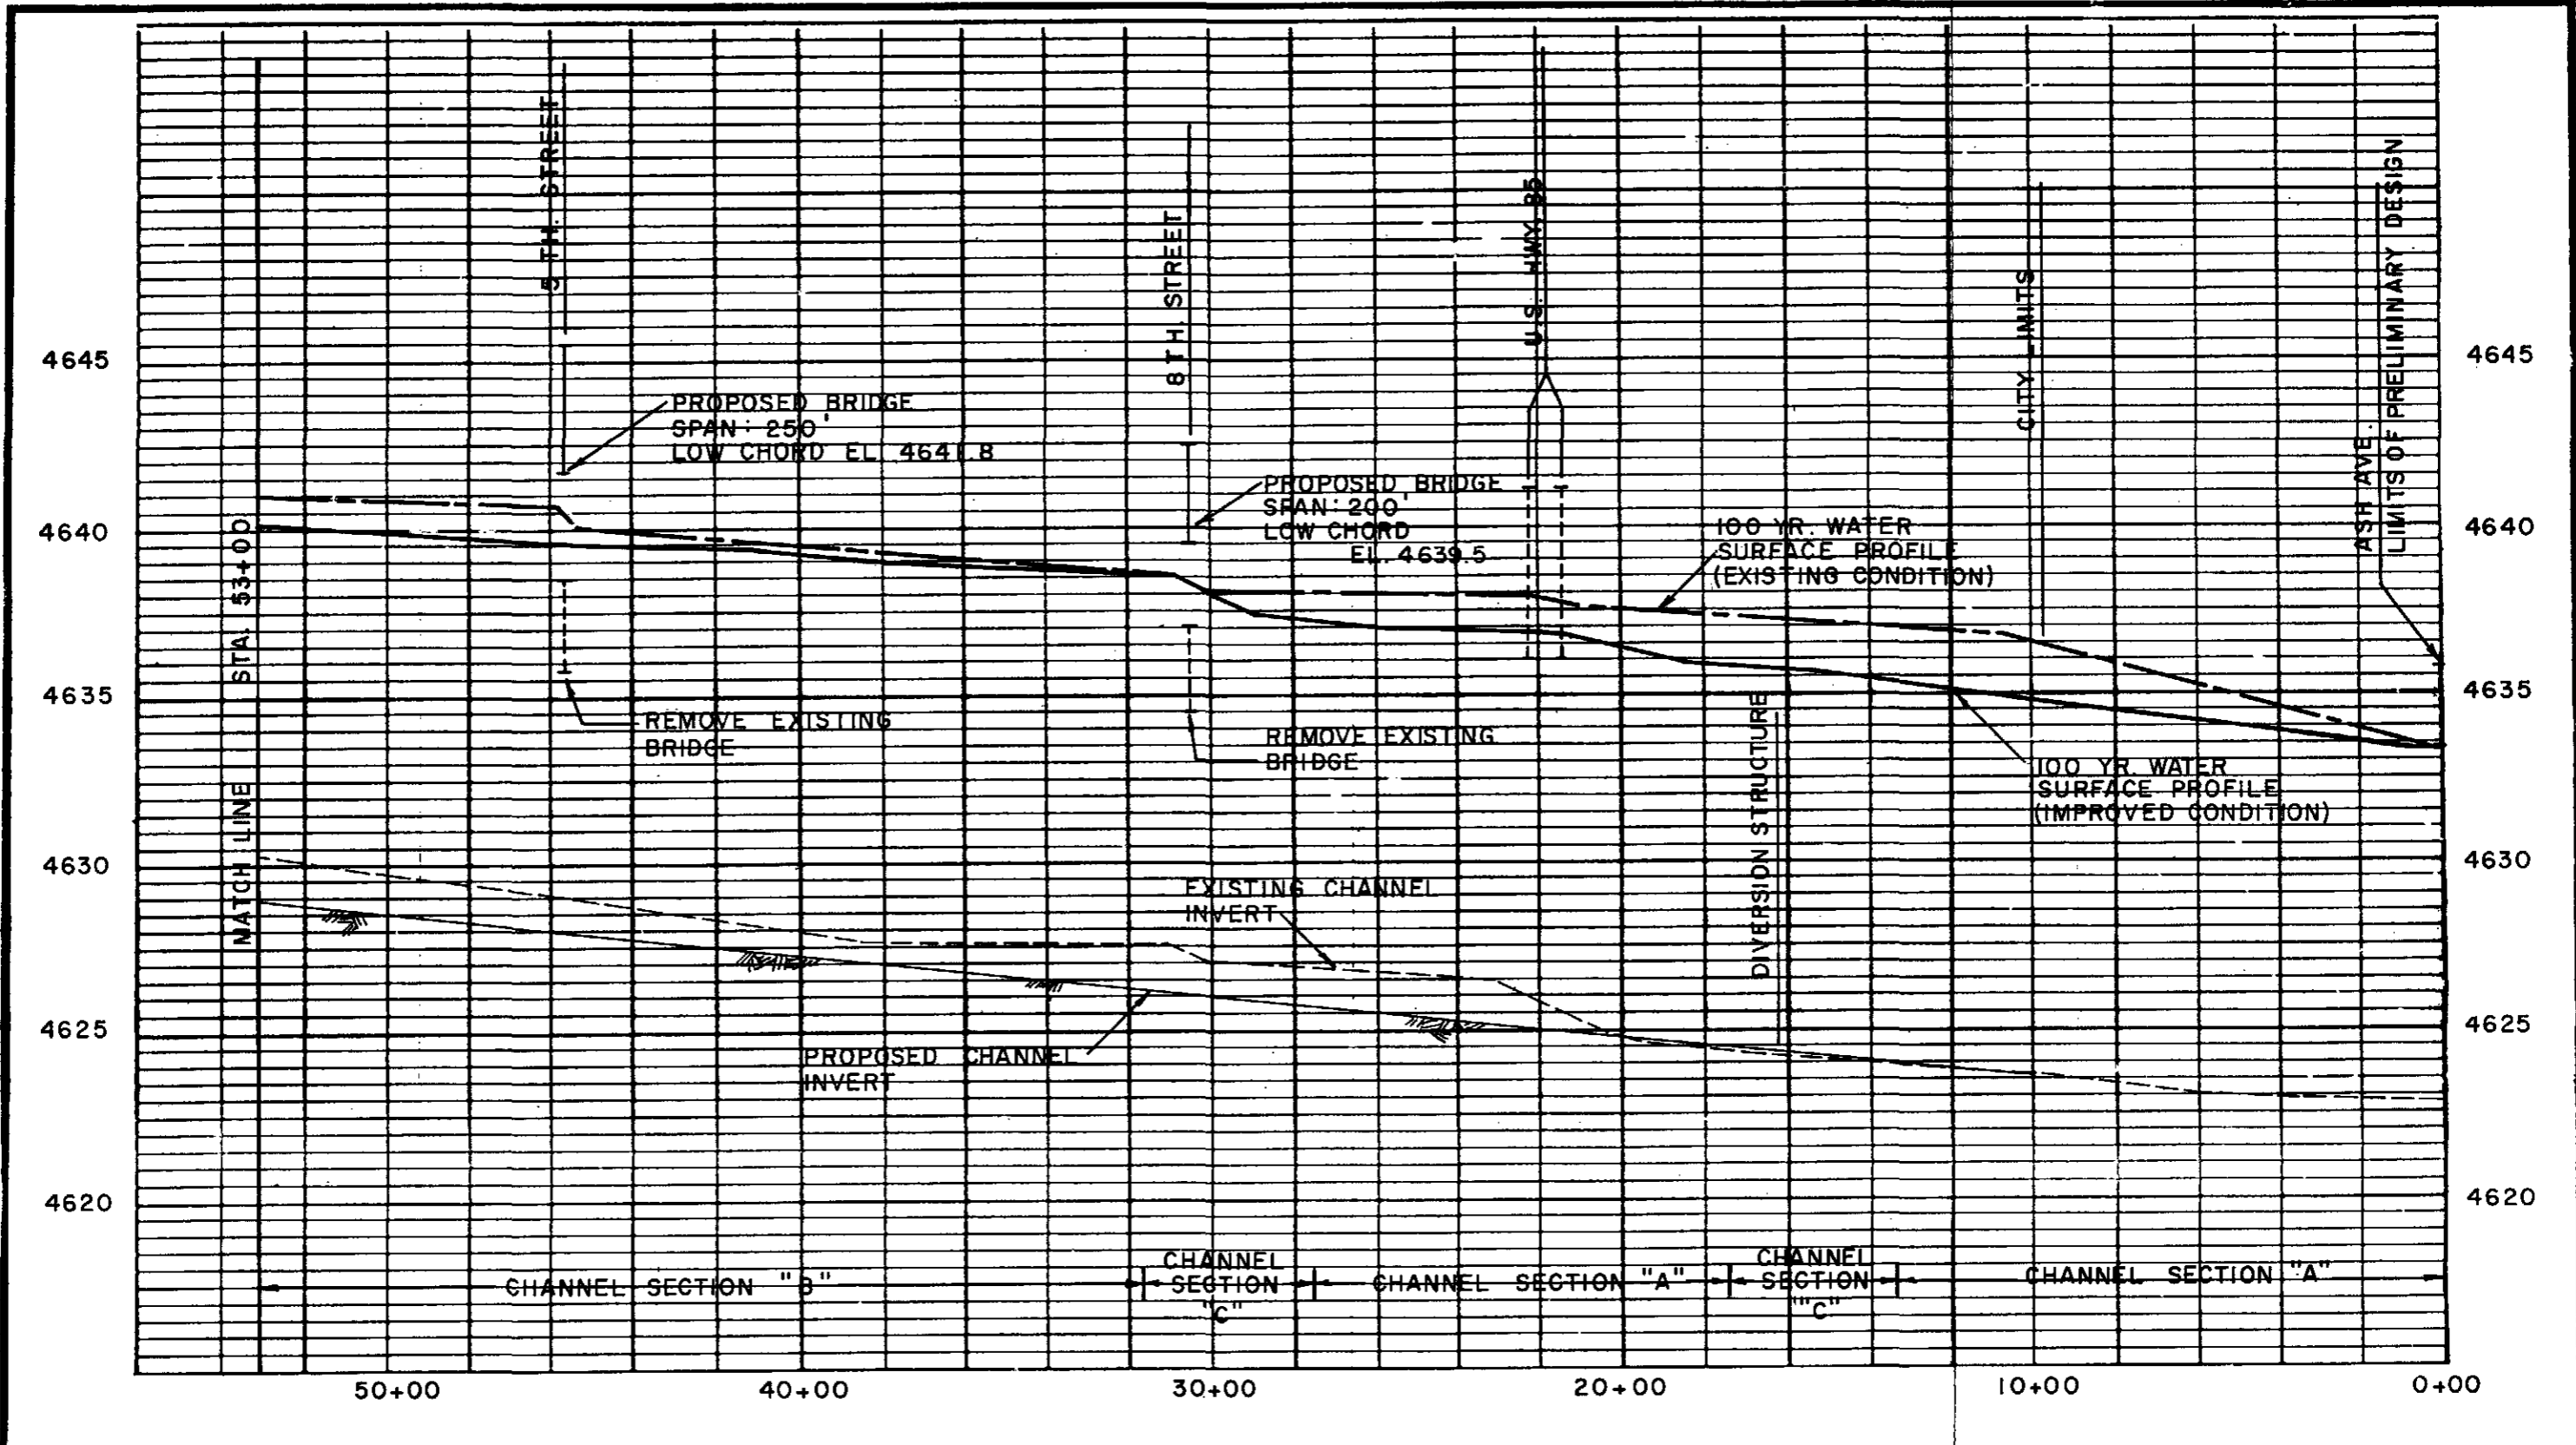 5 TH. STREET
8TH. STREET
U.S. HWY. 85
CITY LIMITS
ASH AVE.
LIMITS OF PRELIMINARY DESIGN
4645
4645
PROPOSED BRIDGE
SPAN: 250'
LOW CHORD EL. 4641.8
PROPOSED BRIDGE
SPAN: 200'
LOW CHORD
EL. 4639.5
100 YR. WATER
SURFACE PROFILE
(EXISTING CONDITION)
4640
4640
MATCH LINE STA. 53+00
4635
4635
REMOVE EXISTING
BRIDGE
REMOVE EXISTING
BRIDGE
DIVERSION STRUCTURE
100 YR. WATER
SURFACE PROFILE
(IMPROVED CONDITION)
4630
4630
EXISTING CHANNEL
INVERT
4625
4625
PROPOSED CHANNEL
INVERT
4620
4620
CHANNEL SECTION "B"
CHANNEL
SECTION
"C"
CHANNEL SECTION "A"
CHANNEL
SECTION
"C"
CHANNEL SECTION "A"
50+00
40+00
30+00
20+00
10+00
0+00